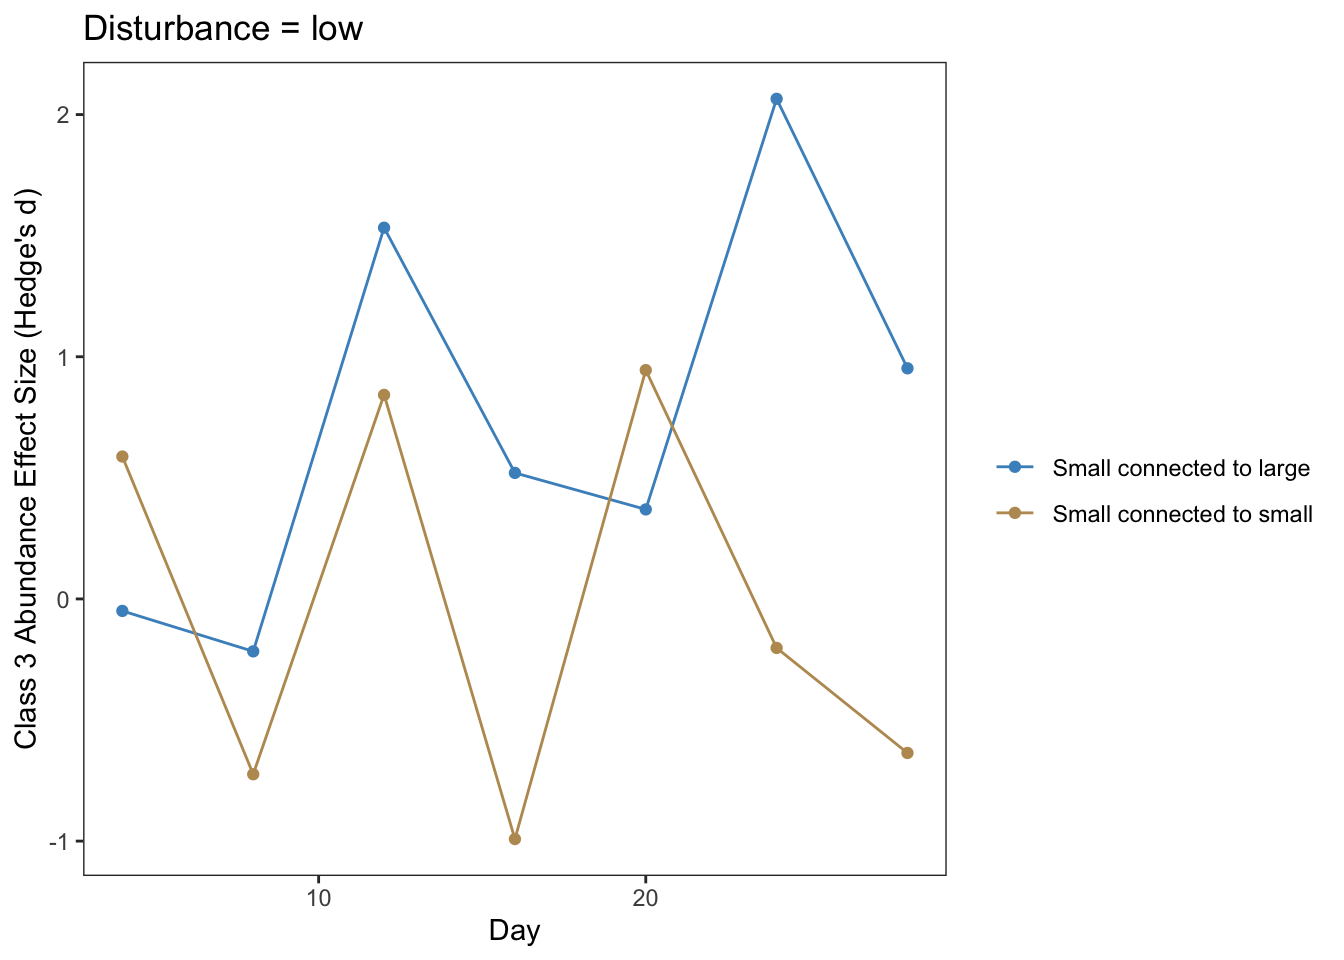 Disturbance = low
Class 3 Abundance Effect Size (Hedge's d)
2
1
0
-1
10
20
Day
Small connected to large
Small connected to small